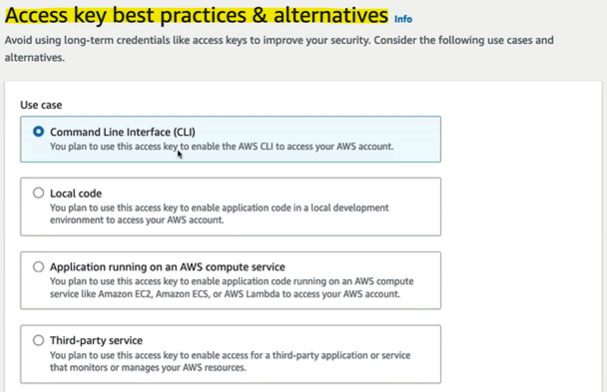 Access key best practices & alternatives Info
Avoid using long-term credentials like access keys to improve your security. Consider the following use cases and
alternatives.
Use case
Command Line Interface (CLI)
You plan to use this access key to enable the AWS CLI to access your AWS account.
Local code
You plan to use this access key to enable application code in a local development
environment to access your AWS account.
Application running on an AWS compute service
You plan to use this access key to enable application code running on an AWS compute
service like Amazon EC2, Amazon ECS, or AWS Lambda to access your AWS account.
Third-party service
You plan to use this access key to enable access for a third-party application or service
that monitors or manages your AWS resources.